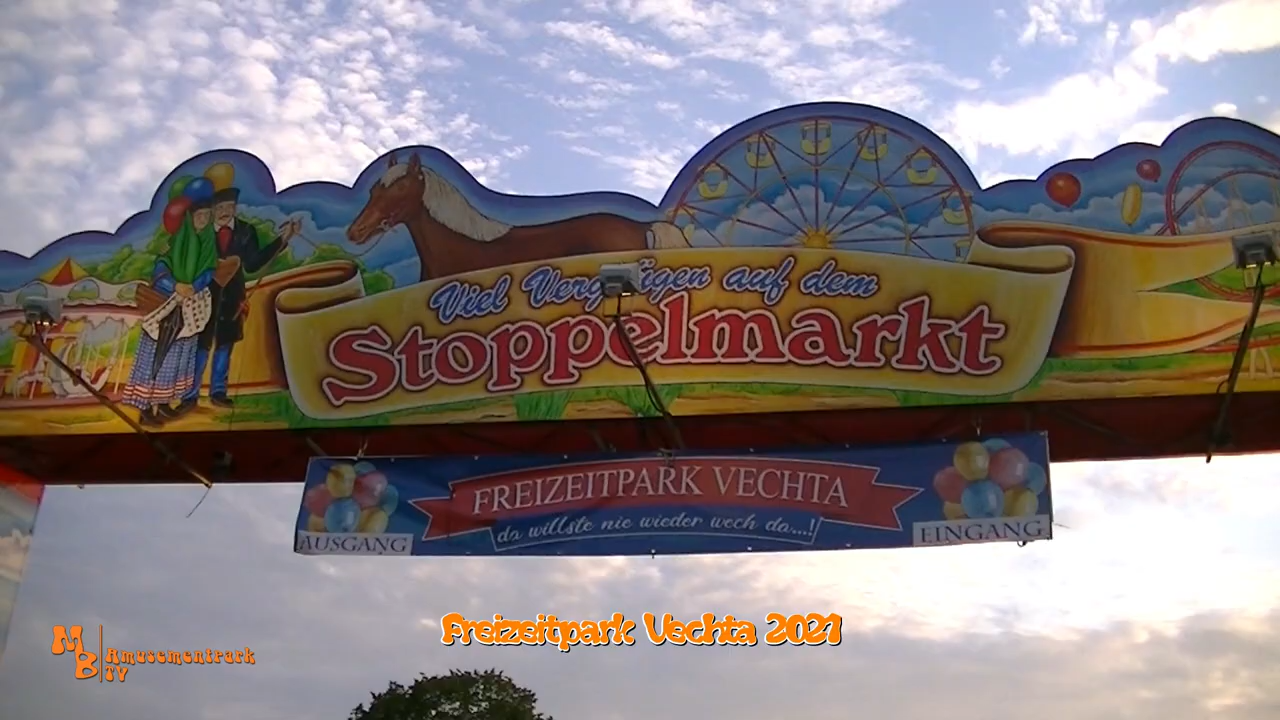 Viel Vergnügen auf dem
Stoppelmarkt
FREIZEITPARK VECHTA
da willste nie wieder wech da....!
AUSGANG
EINGANG
Freizeitpark Vechta 2021
MB Amusementpark
TV